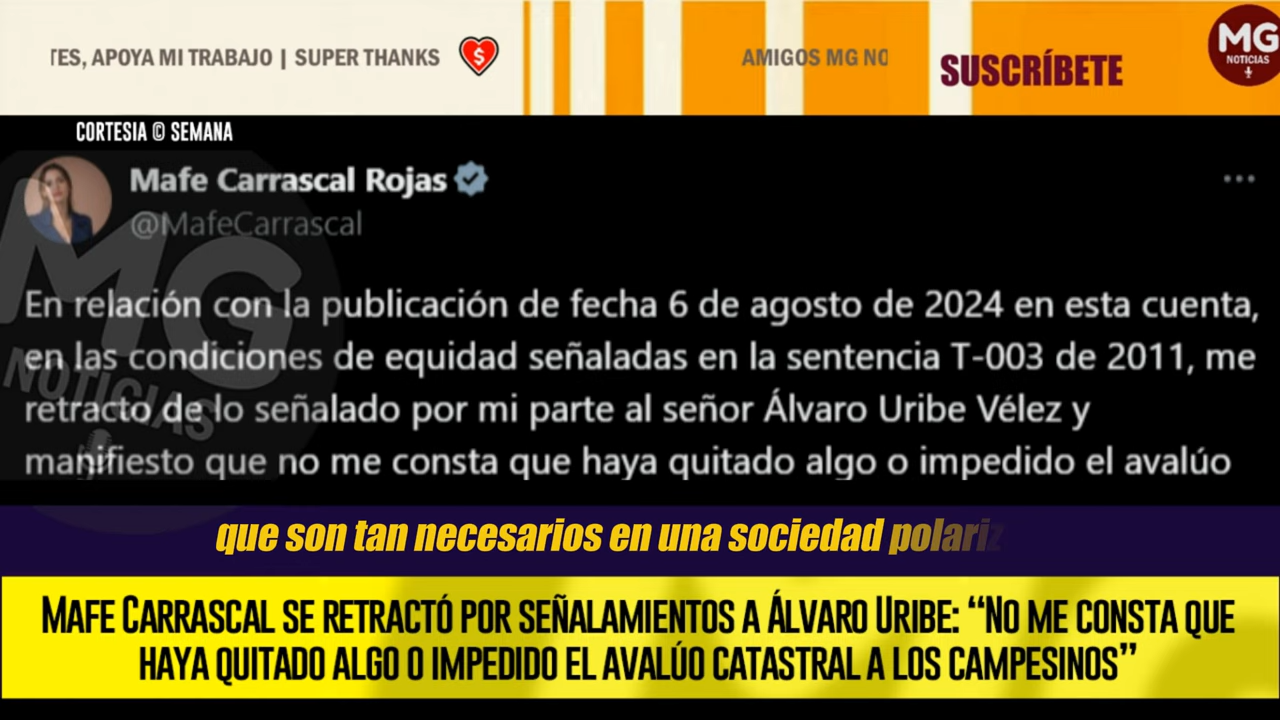 TES, APOYA MI TRABAJO | SUPER THANKS
AMIGOS MG NO
SUSCRÍBETE
MG
NOTICIAS
CORTESIA © SEMANA
Mafe Carrascal Rojas
@MafeCarrascal
En relación con la publicación de fecha 6 de agosto de 2024 en esta cuenta,
en las condiciones de equidad señaladas en la sentencia T-003 de 2011, me
retracto de lo señalado por mi parte al señor Álvaro Uribe Vélez y
manifiesto que no me consta que haya quitado algo o impedido el avalúo
MG
NOTICIAS
que son tan necesarios en una sociedad polariz
MAFE CARRASCAL SE RETRACTÓ POR SEÑALAMIENTOS A ÁLVARO URIBE: “NO ME CONSTA QUE
HAYA QUITADO ALGO O IMPEDIDO EL AVALÚO CATASTRAL A LOS CAMPESINOS”